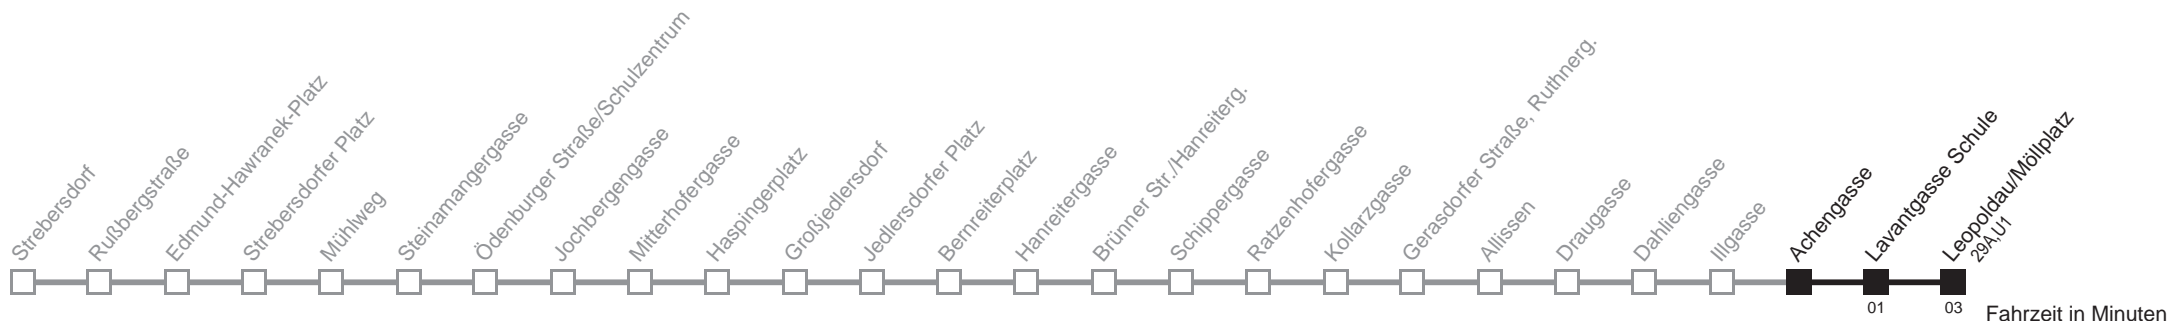 Strebersdorf
Rußbergstraße
Edmund-Hawranek-Platz
Strebersdorfer Platz
Mühlweg
Steinamangergasse
Ödenburger Straße/Schulzentrum
Jochbergengasse
Mitterhofergasse
Haspingerplatz
Großjedlersdorf
Jedlersdorfer Platz
Bernreiterplatz
Hanreitergasse
Brünner Str./Hanreiterg.
Schippergasse
Ratzenhofergasse
Kollarzgasse
Gerasdorfer Straße, Ruthnerg.
Allissen
Draugasse
Dahliengasse
Illgasse
Achengasse
Lavantgasse Schule
Leopoldau/Möllplatz
29A,U1
01
03
Fahrzeit in Minuten